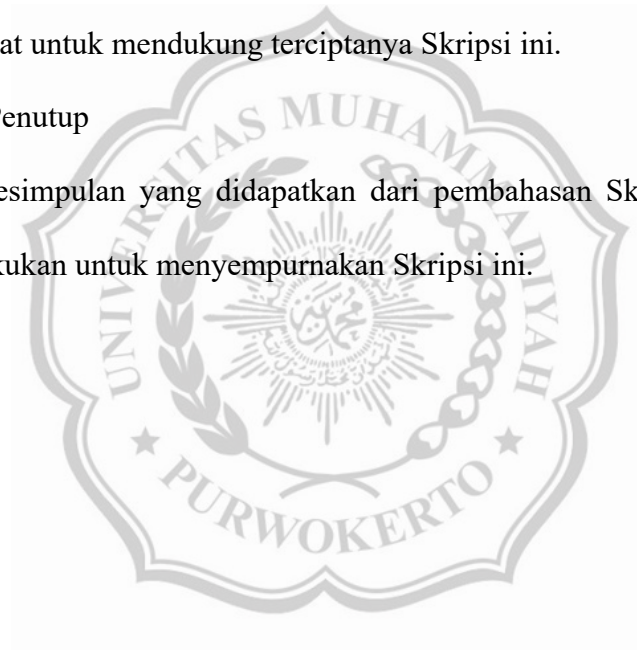 at untuk mendukung terciptanya Skripsi ini.
Penutup
esimpulan yang didapatkan dari pembahasan Sk
kukan untuk menyempurnakan Skripsi ini.
UNIVERSITAS MUHAMMADIYAH
PURWOKERTO